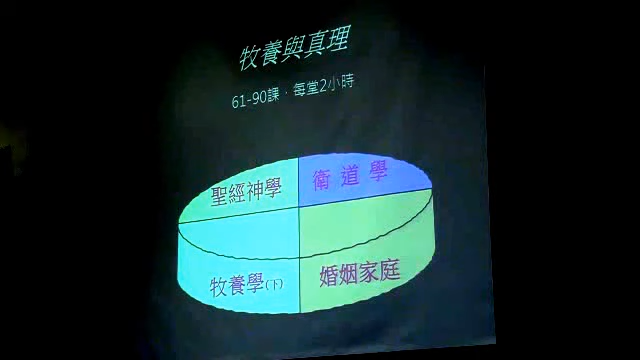 牧養與真理
61-90課，每堂2小時
聖經神學
衛道學
牧養學(下)
婚姻家庭